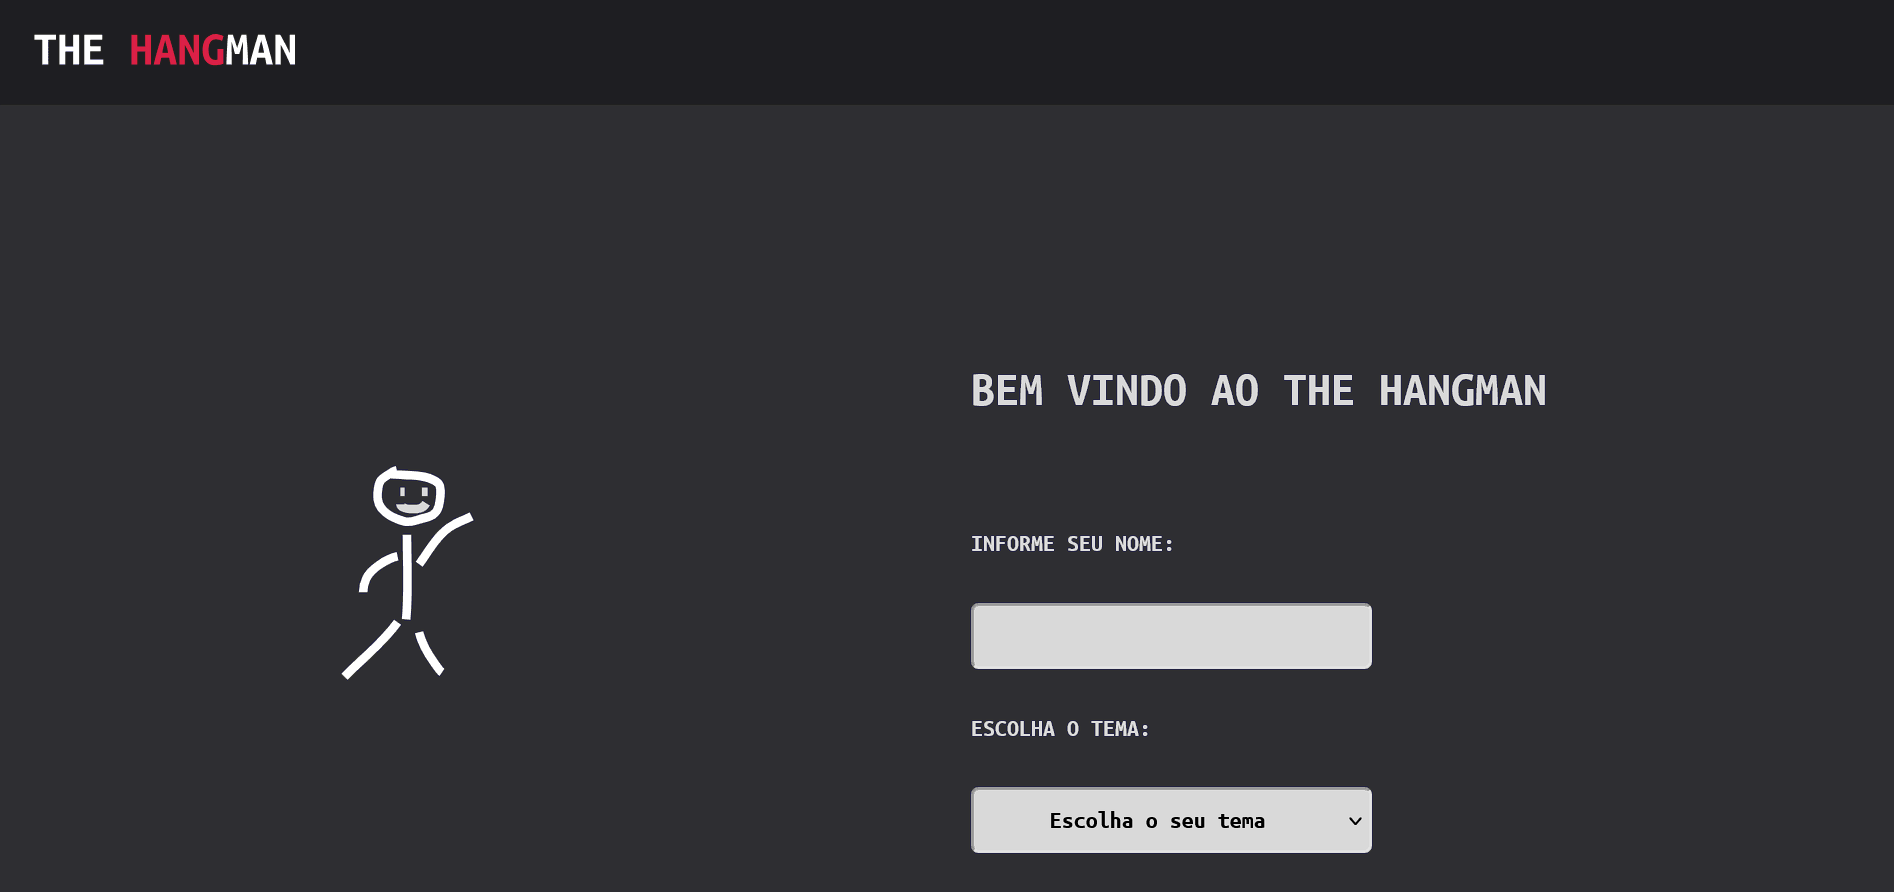 THE HANGMAN
BEM VINDO AO THE HANGMAN
INFORME SEU NOME:
ESCOLHA O TEMA:
Escolha o seu tema